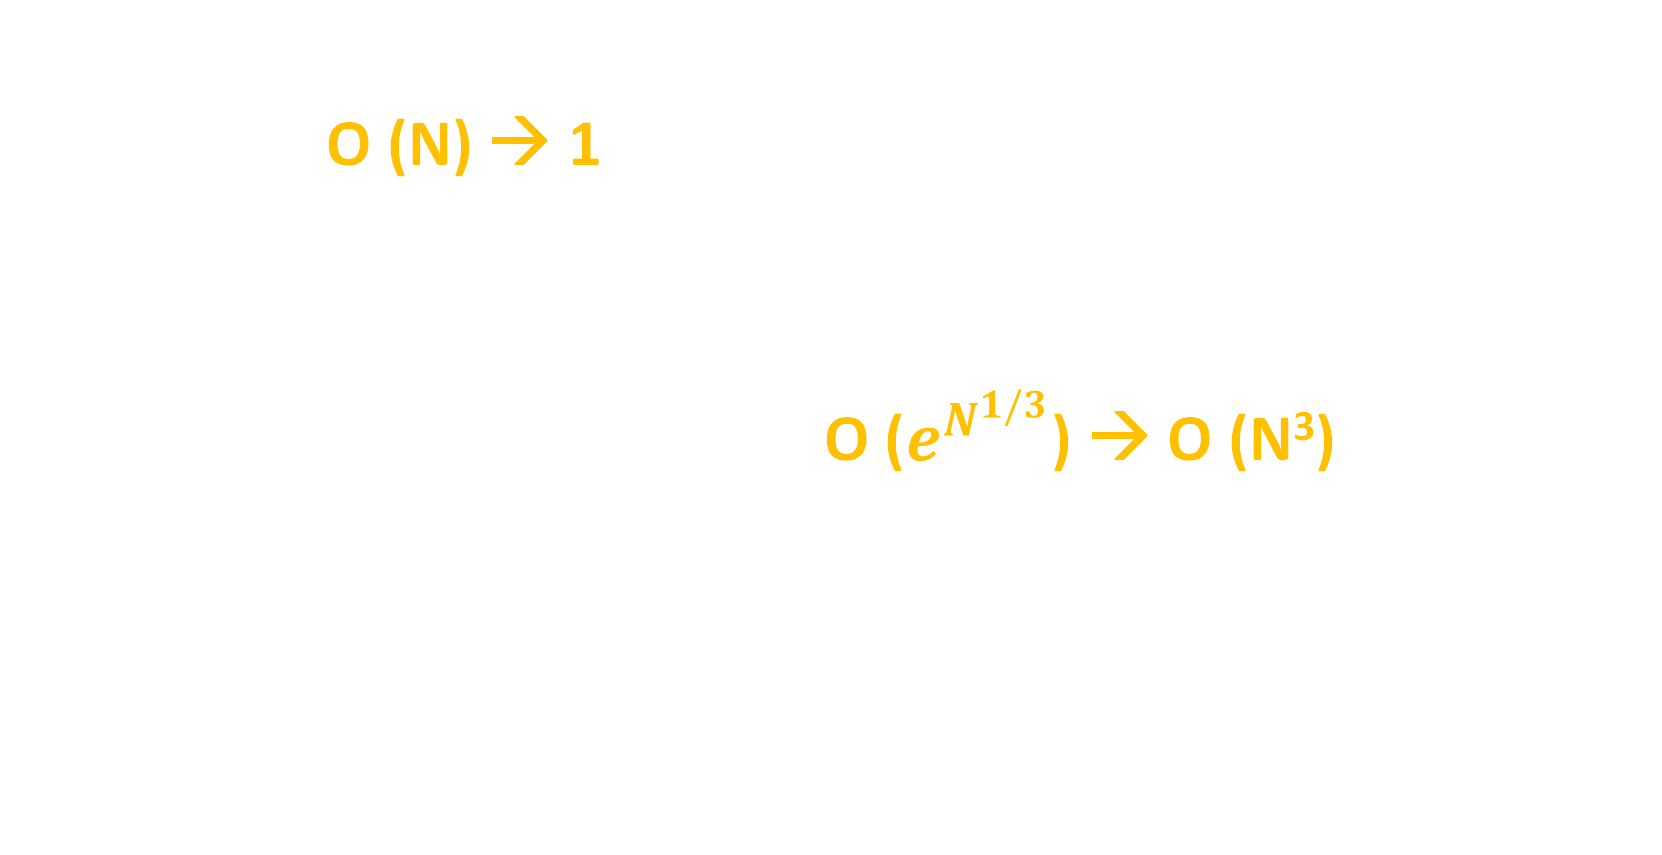 O (N) → 1
O (e^{N^{1/3}}) → O (N³)